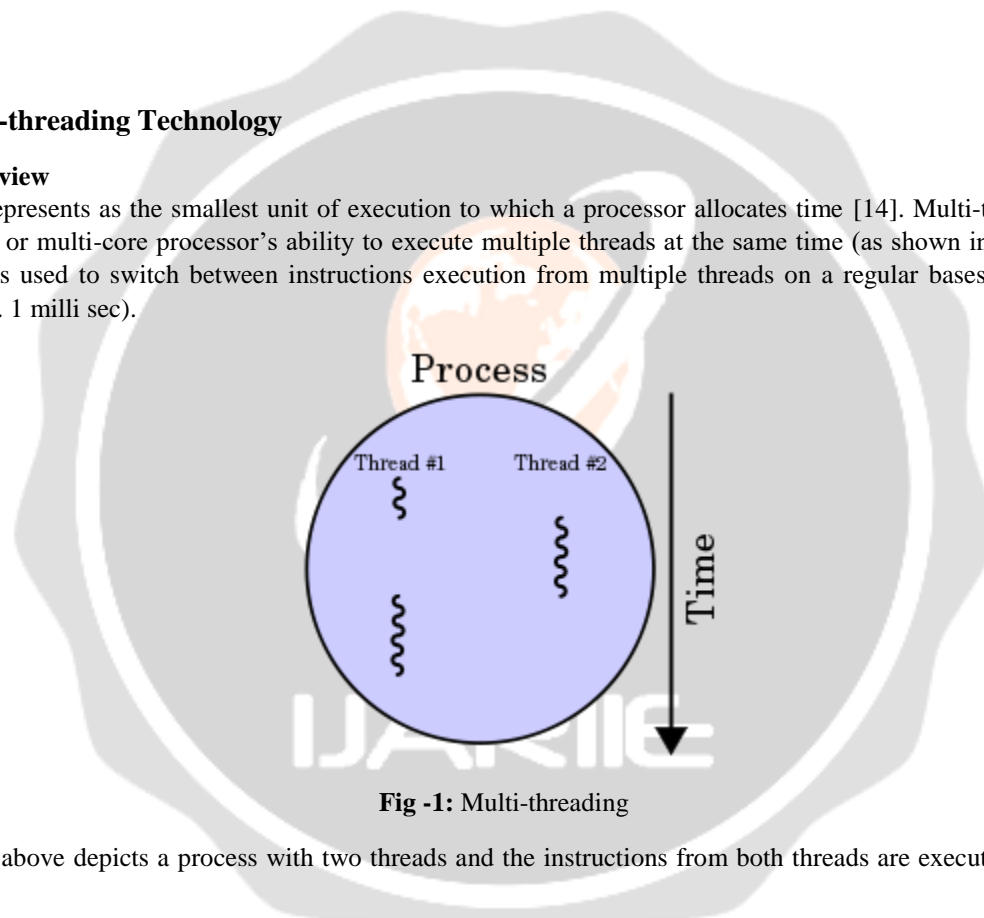 -threading Technology
view
epresents as the smallest unit of execution to which a processor allocates time [14]. Multi-t
or multi-core processor's ability to execute multiple threads at the same time (as shown in
s used to switch between instructions execution from multiple threads on a regular bases
. 1 milli sec).
Process
Thread #1 Thread #2
Time
IJARIIE
Fig -1: Multi-threading
above depicts a process with two threads and the instructions from both threads are execut